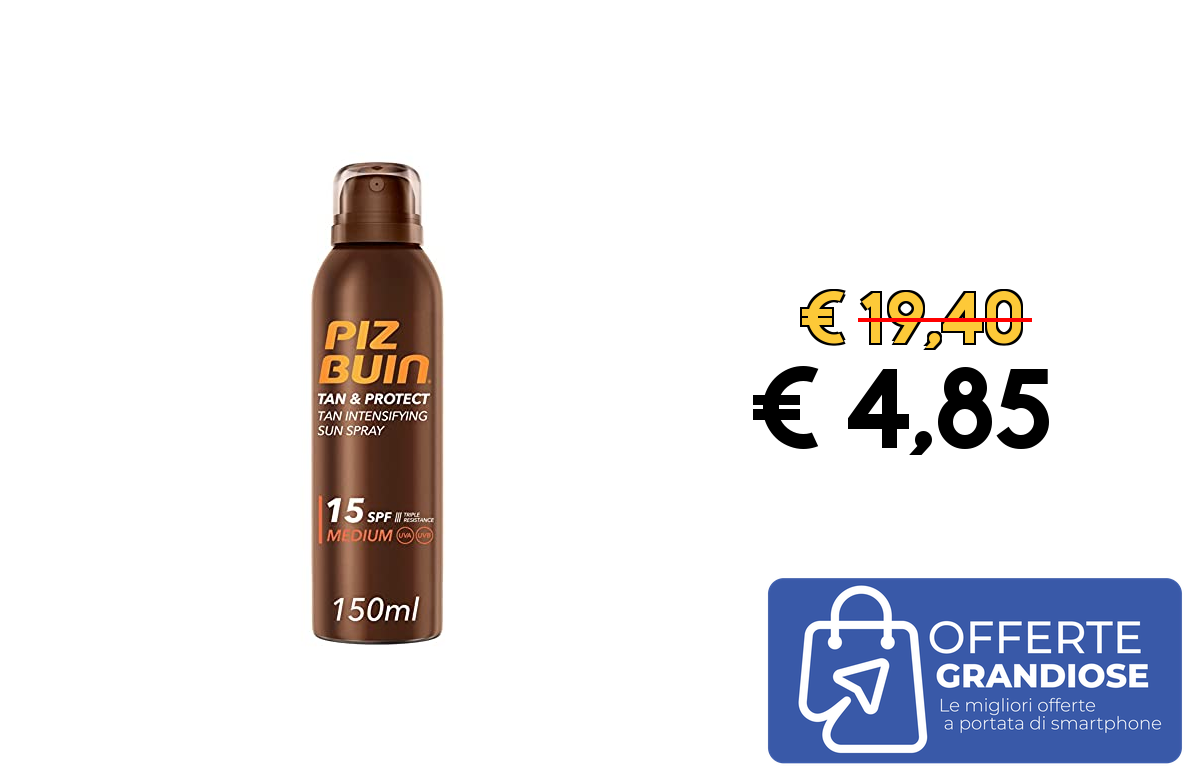 PIZ
BUIN
TAN & PROTECT
TAN INTENSIFYING
SUN SPRAY
15 SPF TRIPLE
RESISTANCE
MEDIUM UVA UVB
150ml
€ 19,40
€ 4,85
OFFERTE
GRANDIOSE
Le migliori offerte
a portata di smartphone